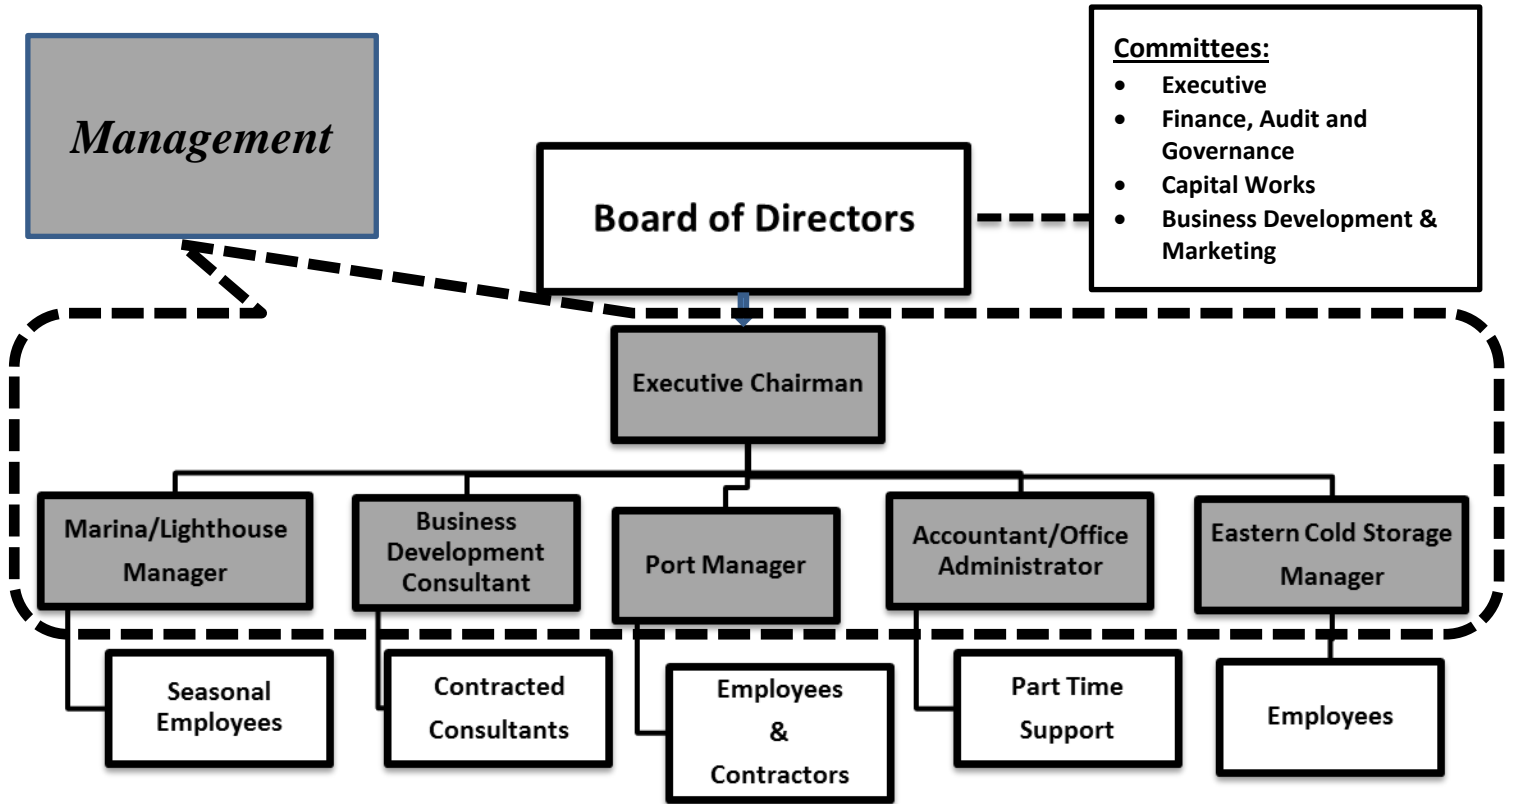 Management
Committees:
• Executive
• Finance, Audit and
Governance
• Capital Works
• Business Development &
Marketing
Board of Directors
Executive Chairman
Marina/Lighthouse
Manager
Business
Development
Consultant
Port Manager
Accountant/Office
Administrator
Eastern Cold Storage
Manager
Seasonal
Employees
Contracted
Consultants
Employees
&
Contractors
Part Time
Support
Employees